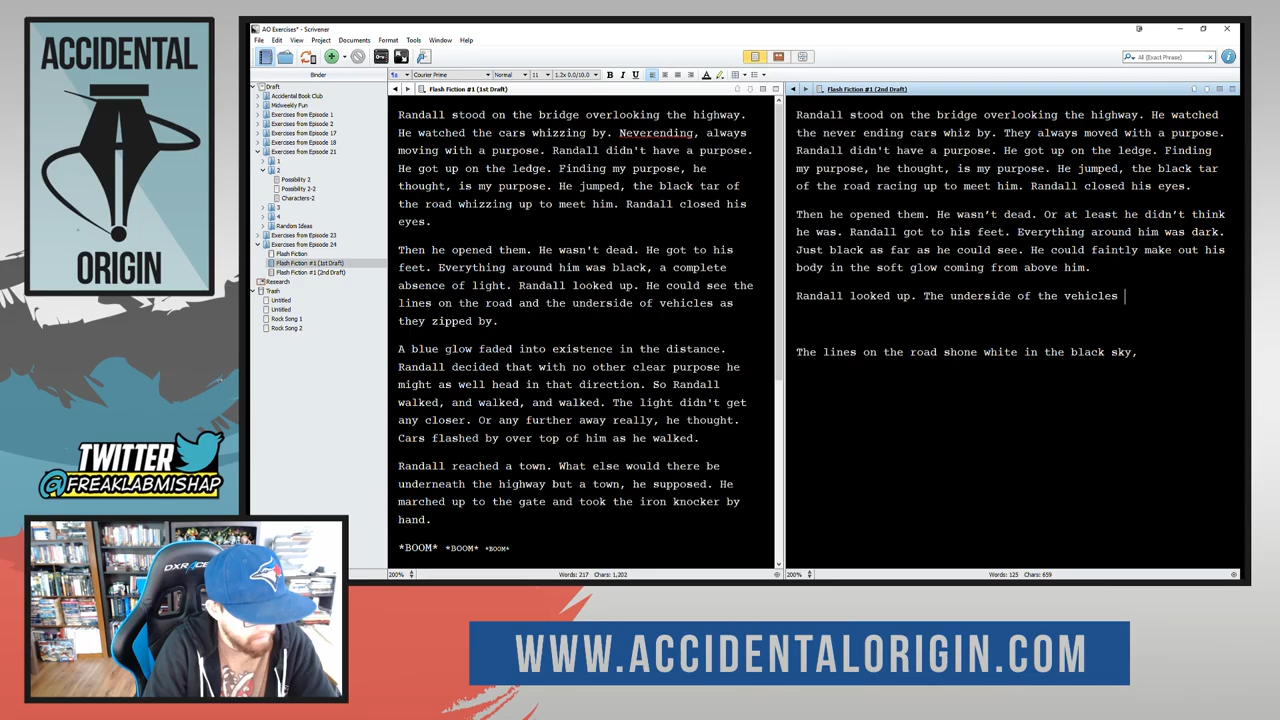 ACCIDENTAL
ORIGIN
TWITTER
@FREAKLABMISHAP
WWW.ACCIDENTALORIGIN.COM
AO Exercises* - Scrivener
File Edit View Project Documents Format Tools Window Help
All (Exact Phrase)
Binder
Courier Prime Normal 11 1.2x 0.0/10.0
Draft
Accidental Book Club
Midweekly Fun
Exercises from Episode 1
Exercises from Episode 2
Exercises from Episode 17
Exercises from Episode 18
Exercises from Episode 21
1
2
Possibility 2
Possibility 2-2
Characters-2
3
4
Random Ideas
Exercises from Episode 23
Exercises from Episode 24
Flash Fiction
Flash Fiction #1 (1st Draft)
Flash Fiction #1 (2nd Draft)
Research
Trash
Untitled
Untitled
Rock Song 1
Rock Song 2
Flash Fiction #1 (1st Draft)
Randall stood on the bridge overlooking the highway.
He watched the cars whizzing by. Neverending, always
moving with a purpose. Randall didn't have a purpose.
He got up on the ledge. Finding my purpose, he
thought, is my purpose. He jumped, the black tar of
the road whizzing up to meet him. Randall closed his
eyes.
Then he opened them. He wasn't dead. He got to his
feet. Everything around him was black, a complete
absence of light. Randall looked up. He could see the
lines on the road and the underside of vehicles as
they zipped by.
A blue glow faded into existence in the distance.
Randall decided that with no other clear purpose he
might as well head in that direction. So Randall
walked, and walked, and walked. The light didn't get
any closer. Or any further away really, he thought.
Cars flashed by over top of him as he walked.
Randall reached a town. What else would there be
underneath the highway but a town, he supposed. He
marched up to the gate and took the iron knocker by
hand.
*BOOM* *BOOM* *BOOM*
200% Words: 217 Chars: 1,202
Flash Fiction #1 (2nd Draft)
Randall stood on the bridge overlooking the highway. He watched
the never ending cars whiz by. They always moved with a purpose.
Randall didn't have a purpose. He got up on the ledge. Finding
my purpose, he thought, is my purpose. He jumped, the black tar
of the road racing up to meet him. Randall closed his eyes.
Then he opened them. He wasn’t dead. Or at least he didn’t think
he was. Randall got to his feet. Everything around him was dark.
Just black as far as he could see. He could faintly make out his
body in the soft glow coming from above him.
Randall looked up. The underside of the vehicles
The lines on the road shone white in the black sky,
200% Words: 125 Chars: 659